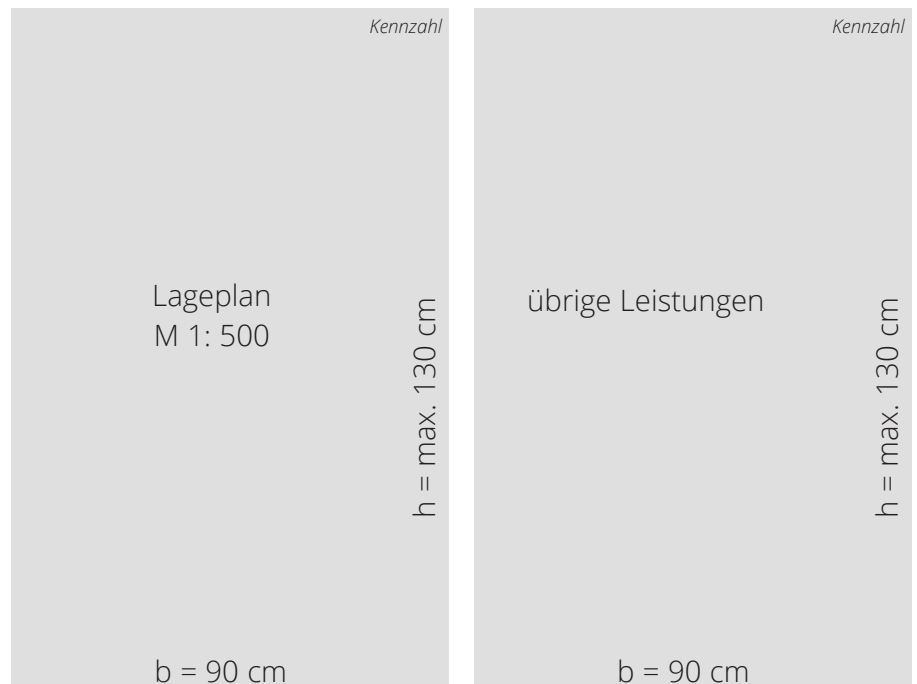 Kennzahl
Lageplan
M 1: 500
h = max. 130 cm
b = 90 cm
Kennzahl
übrige Leistungen
h = max. 130 cm
b = 90 cm